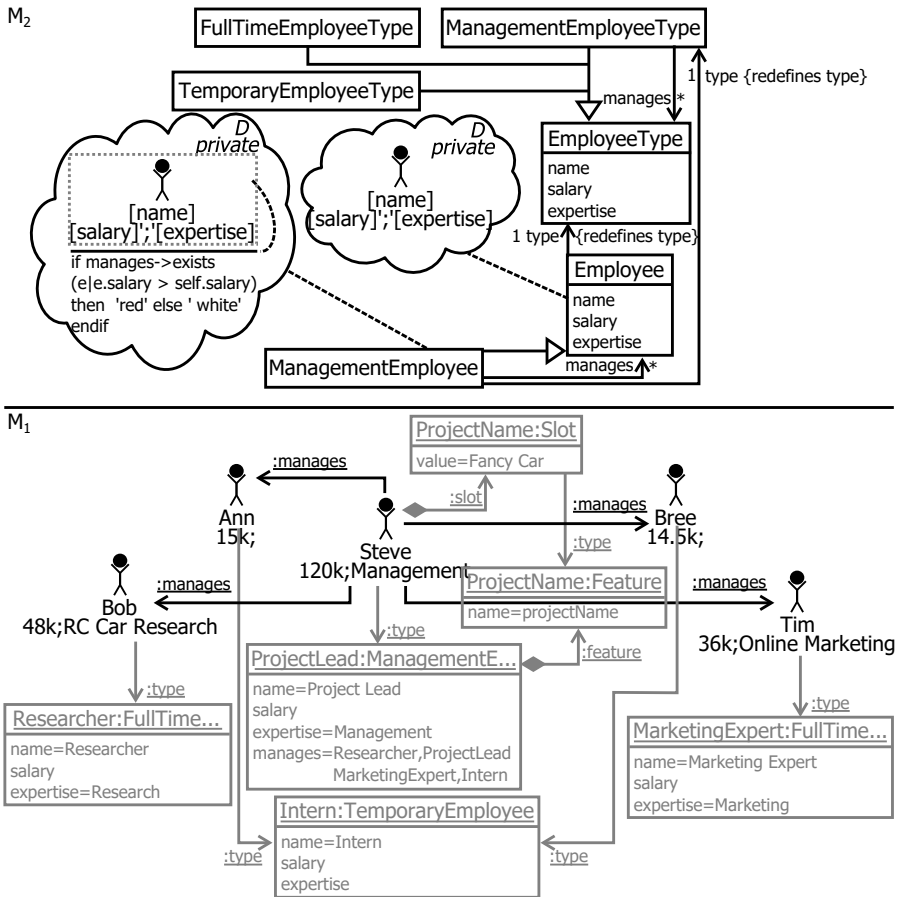 M2
FullTimeEmployeeType
ManagementEmployeeType
1 type {redefines type}
TemporaryEmployeeType
manages *
D
private
[name]
[salary]';'[expertise]
if manages->exists
(e|e.salary > self.salary)
then 'red' else ' white'
endif
D
private
[name]
[salary]';'[expertise]
EmployeeType
name
salary
expertise
1 type {redefines type}
Employee
name
salary
expertise
manages *
ManagementEmployee
M1
ProjectName:Slot
value=Fancy Car
:manages
:slot
:manages
Ann
15k;
Steve
120k;Management
Bree
14.5k;
:type
ProjectName:Feature
name=projectName
:manages
Bob
48k;RC Car Research
:manages
Tim
36k;Online Marketing
:type
:feature
ProjectLead:ManagementE...
name=Project Lead
salary
expertise=Management
manages=Researcher,ProjectLead
MarketingExpert,Intern
:type
Researcher:FullTime...
name=Researcher
salary
expertise=Research
:type
MarketingExpert:FullTime...
name=Marketing Expert
salary
expertise=Marketing
Intern:TemporaryEmployee
name=Intern
salary
expertise
:type
:type